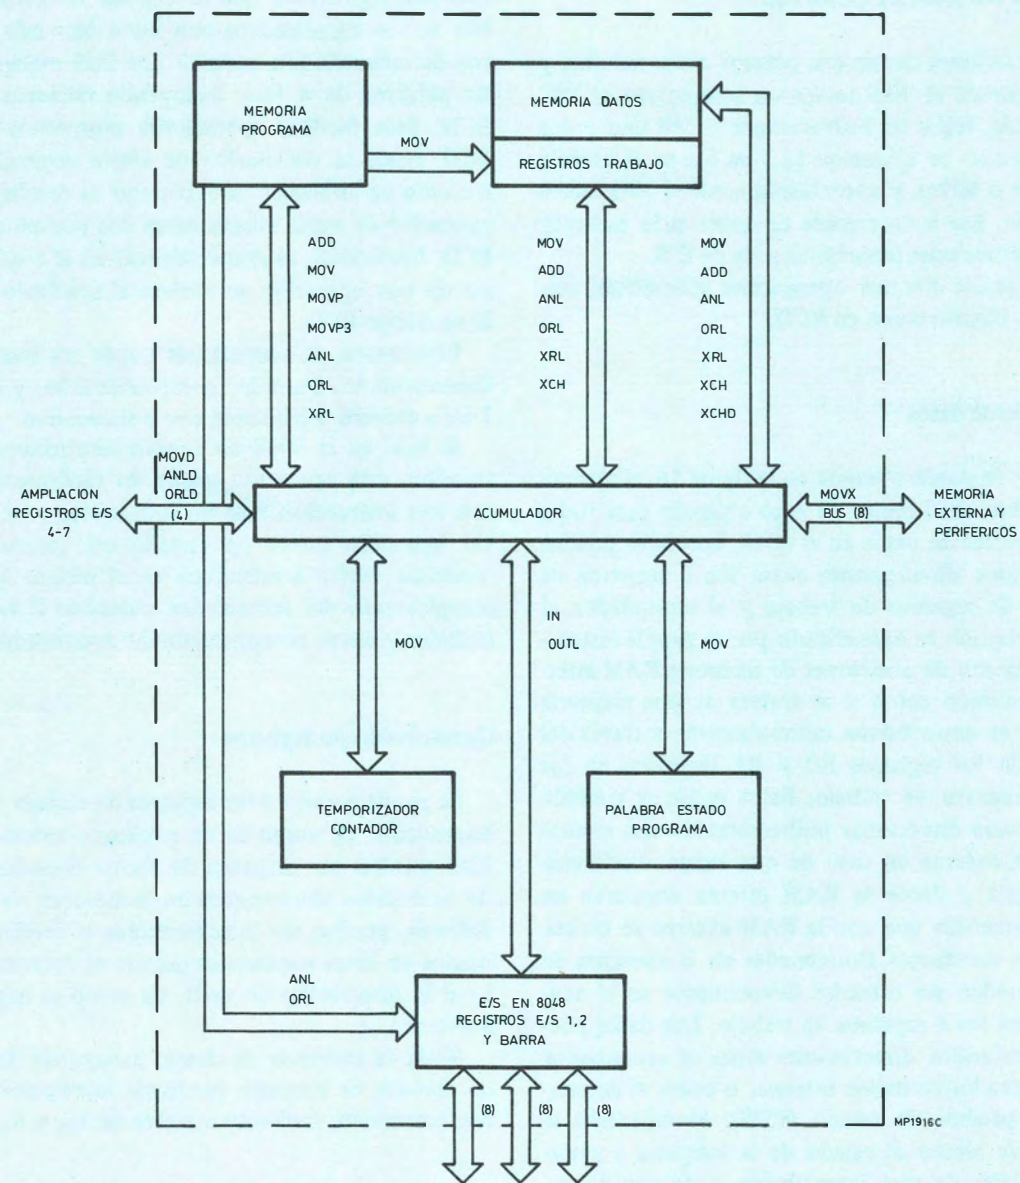 MEMORIA
PROGRAMA
MOV
MEMORIA DATOS
REGISTROS TRABAJO
ADD
MOV
MOVP
MOVP3
ANL
ORL
XRL
MOV
ADD
ANL
ORL
XRL
XCH
MOV
ADD
ANL
ORL
XRL
XCH
XCHD
MOVD
ANLD
ORLD
(4)
AMPLIACION
REGISTROS E/S
4-7
ACUMULADOR
MOVX
BUS (8)
MEMORIA
EXTERNA Y
PERIFERICOS
MOV
IN
OUTL
MOV
TEMPORIZADOR
CONTADOR
PALABRA ESTADO
PROGRAMA
ANL
ORL
E/S EN 8048
REGISTROS E/S 1,2
Y BARRA
(8)
(8)
(8)
MP1916C